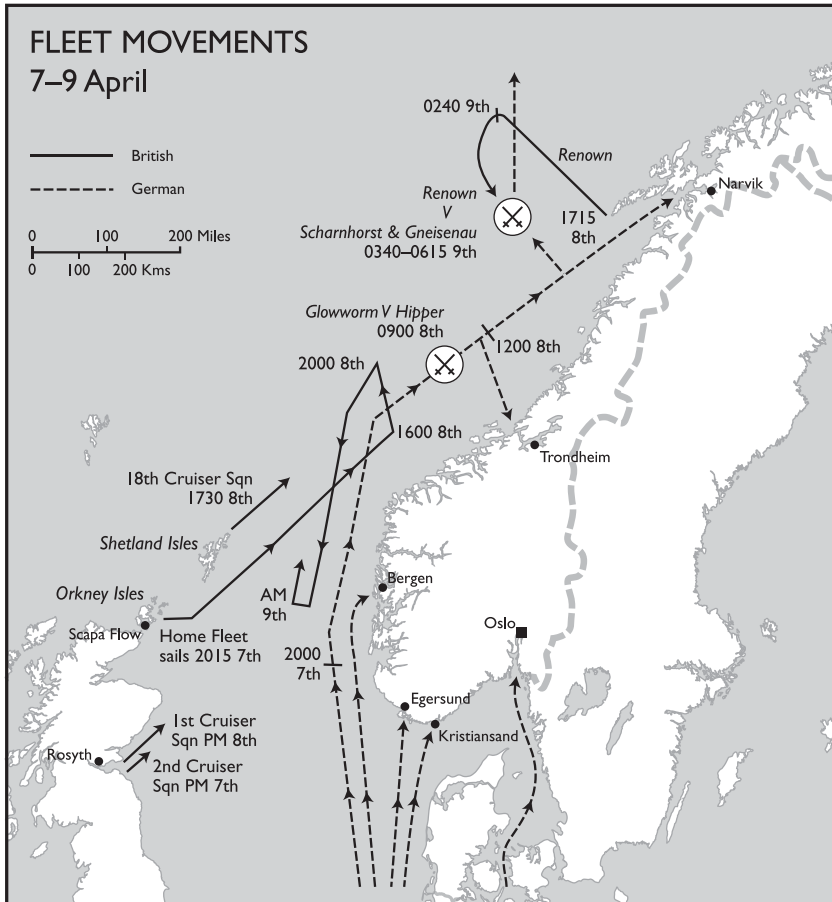 FLEET MOVEMENTS
7–9 April
British
German
0 100 200 Miles
0 100 200 Kms
0240 9th
Renown
Narvik
Renown
V
Scharnhorst & Gneisenau
0340–0615 9th
1715
8th
Glowworm V Hipper
0900 8th
1200 8th
2000 8th
1600 8th
Trondheim
18th Cruiser Sqn
1730 8th
Shetland Isles
Orkney Isles
AM
9th
Bergen
Scapa Flow
Home Fleet
sails 2015 7th
2000
7th
Oslo
Egersund
Kristiansand
1st Cruiser
Sqn PM 8th
Rosyth
2nd Cruiser
Sqn PM 7th